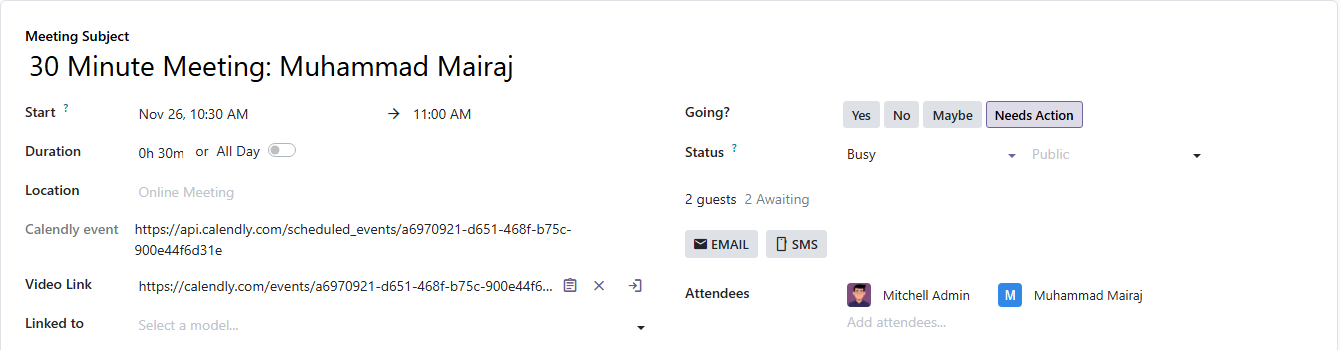 Meeting Subject
30 Minute Meeting: Muhammad Mairaj
Start ? Nov 26, 10:30 AM → 11:00 AM
Duration 0h 30m or All Day
Location Online Meeting
Calendly event https://api.calendly.com/scheduled_events/a6970921-d651-468f-b75c-
900e44f6d31e
Video Link https://calendly.com/events/a6970921-d651-468f-b75c-900e44f6...
Linked to Select a model...
Going? Yes No Maybe Needs Action
Status ? Busy Public
2 guests 2 Awaiting
EMAIL SMS
Attendees Mitchell Admin M Muhammad Mairaj
Add attendees...